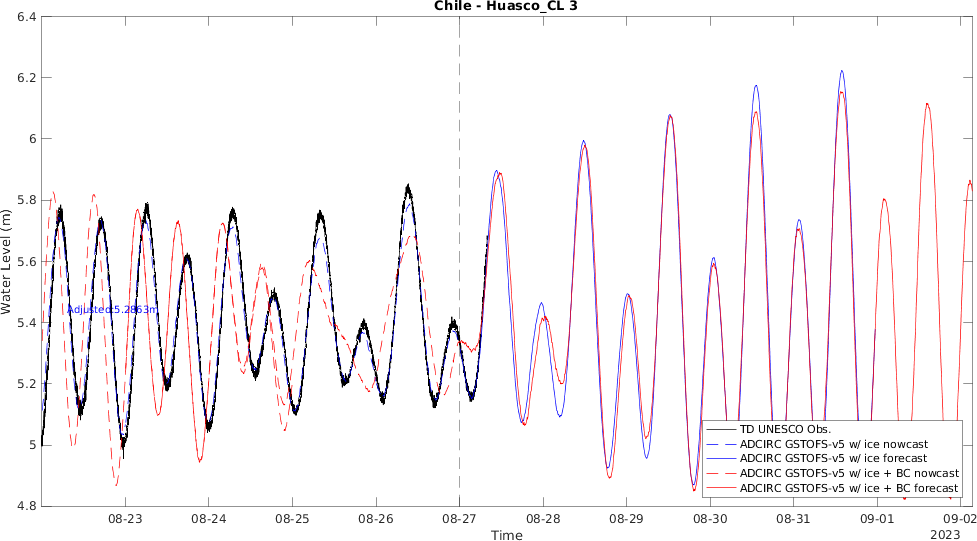 Chile - Huasco_CL 3
6.4
6.2
6
5.8
5.6
5.4
5.2
5
4.8
Water Level (m)
Adjusted:5.2863m
TD UNESCO Obs.
ADCIRC GSTOFS-v5 w/ ice nowcast
ADCIRC GSTOFS-v5 w/ ice forecast
ADCIRC GSTOFS-v5 w/ ice + BC nowcast
ADCIRC GSTOFS-v5 w/ ice + BC forecast
08-23 08-24 08-25 08-26 08-27 08-28 08-29 08-30 08-31 09-01 09-02
2023
Time